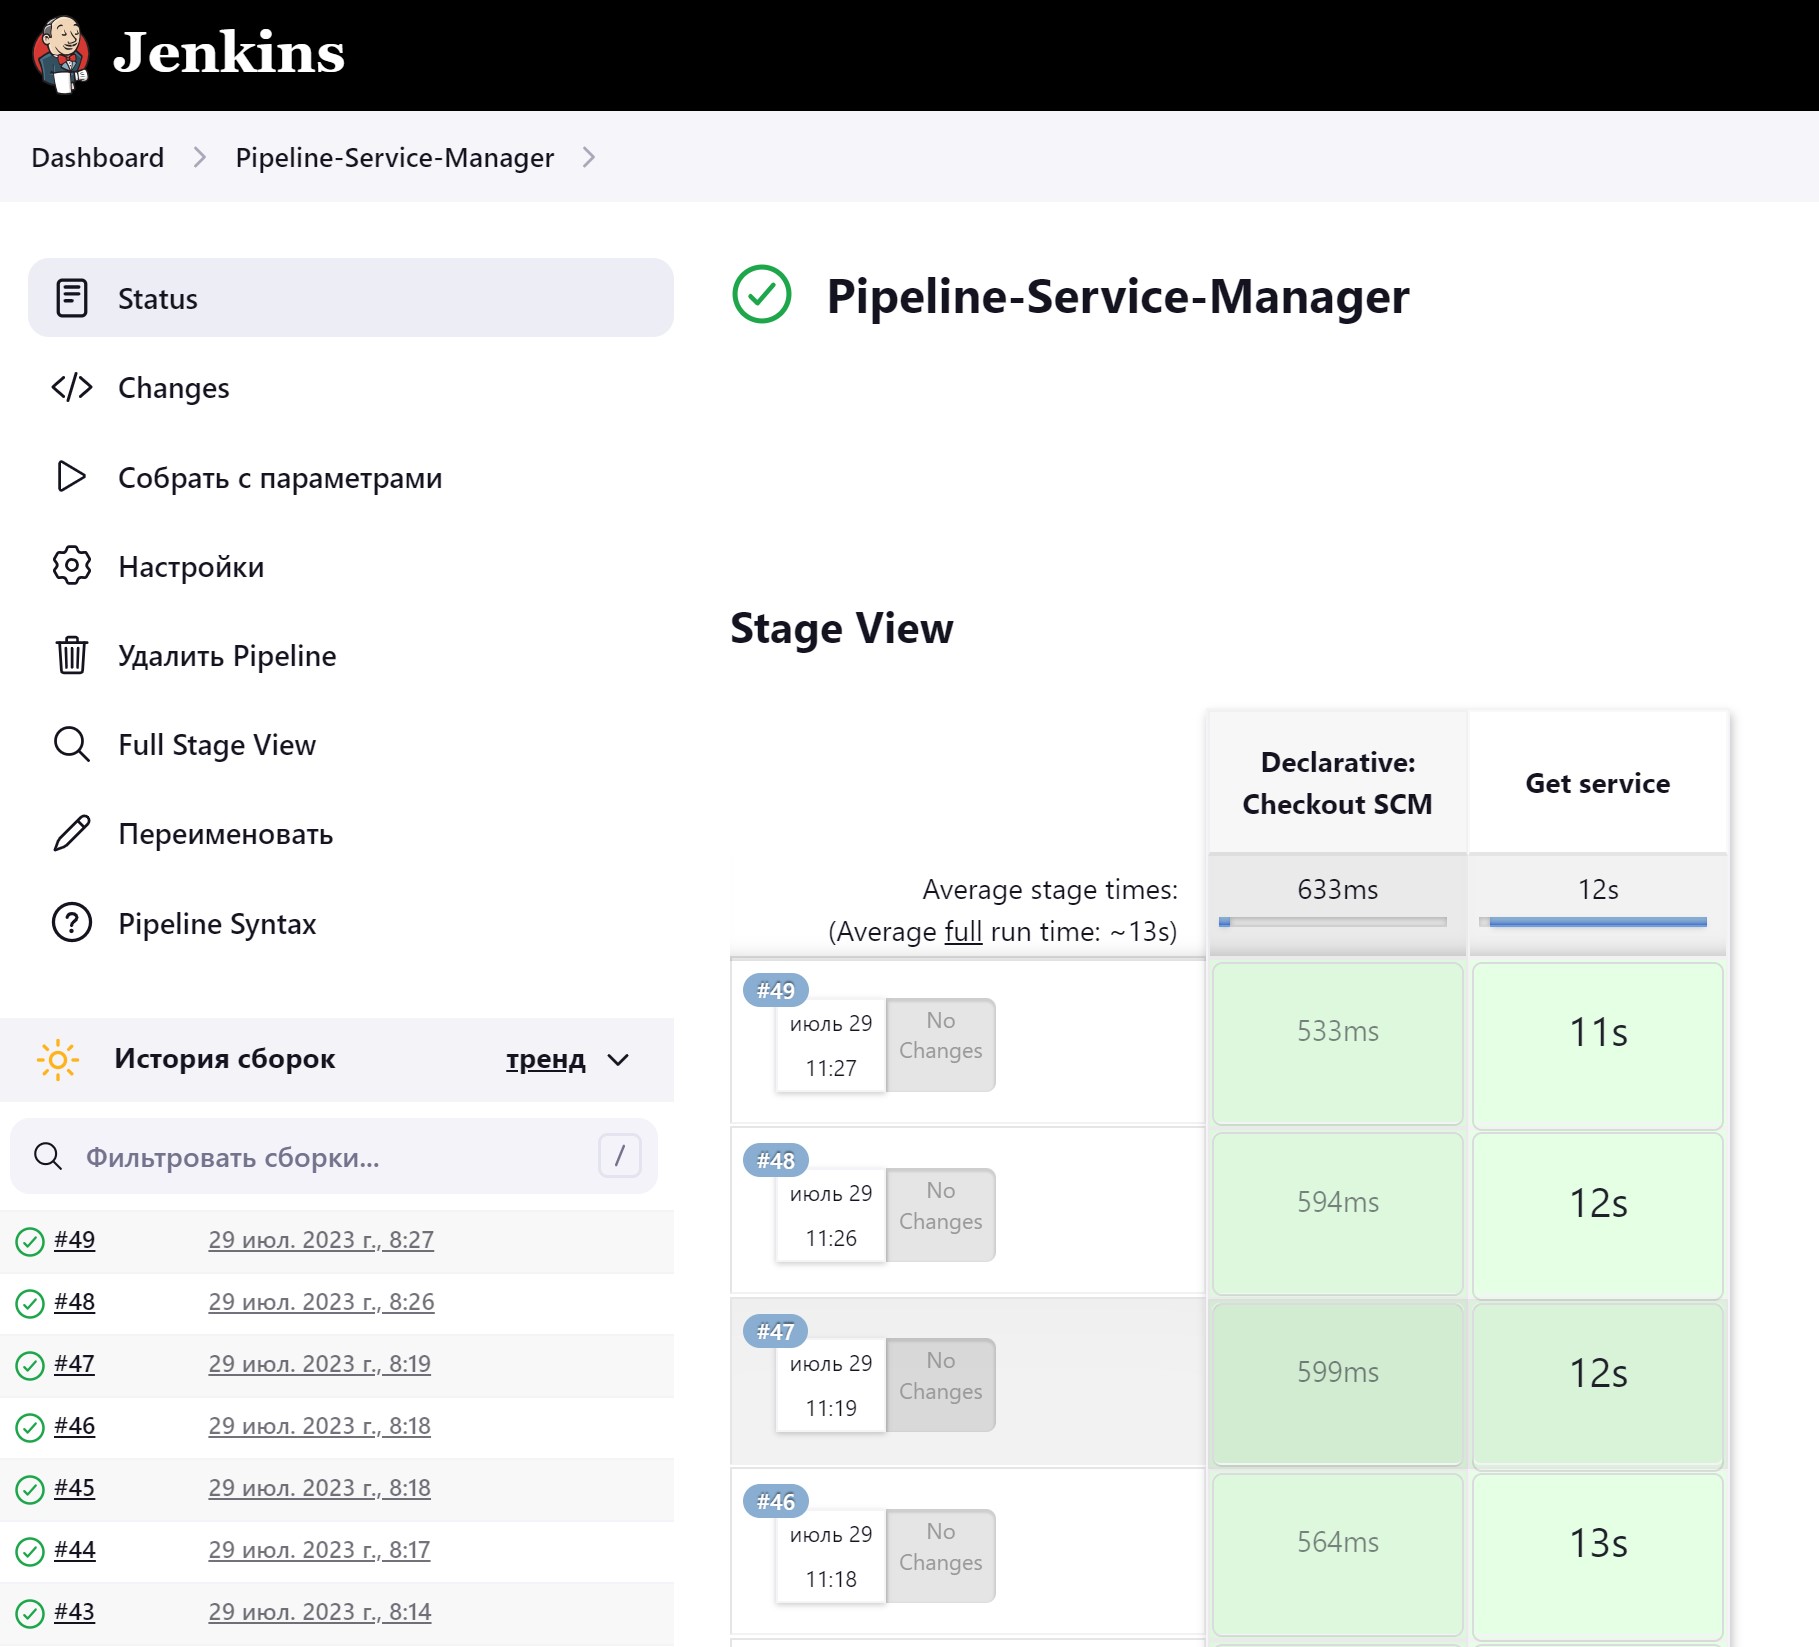 Jenkins
Dashboard
Pipeline-Service-Manager
Status
Changes
Собрать с параметрами
Настройки
Удалить Pipeline
Full Stage View
Переименовать
Pipeline Syntax
История сборок
тренд
Фильтровать сборки...
/
#49 29 июл. 2023 г., 8:27
#48 29 июл. 2023 г., 8:26
#47 29 июл. 2023 г., 8:19
#46 29 июл. 2023 г., 8:18
#45 29 июл. 2023 г., 8:18
#44 29 июл. 2023 г., 8:17
#43 29 июл. 2023 г., 8:14
Pipeline-Service-Manager
Stage View
Declarative:
Checkout SCM
Get service
Average stage times:
(Average full run time: ~13s)
633ms
12s
#49
июль 29
11:27
No
Changes
533ms
11s
#48
июль 29
11:26
No
Changes
594ms
12s
#47
июль 29
11:19
No
Changes
599ms
12s
#46
июль 29
11:18
No
Changes
564ms
13s